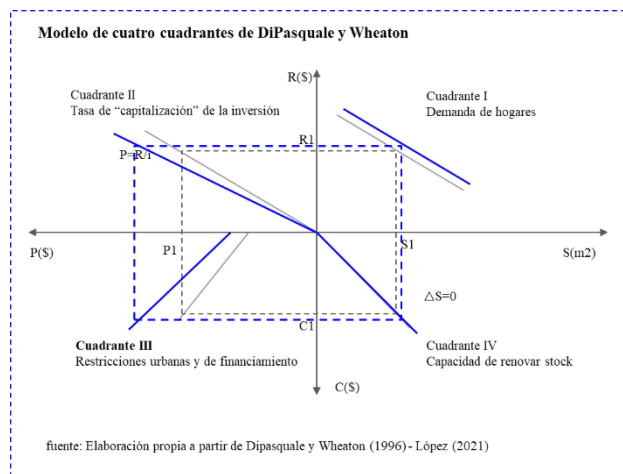 Modelo de cuatro cuadrantes de DiPasquale y Wheaton
R($)
Cuadrante II
Tasa de “capitalización” de la inversión
Cuadrante I
Demanda de hogares
R1
P=R/i
P($)
P1
S1
S(m2)
△S=0
C1
Cuadrante III
Restricciones urbanas y de financiamiento
Cuadrante IV
Capacidad de renovar stock
C($)
fuente: Elaboración propia a partir de Dipasquale y Wheaton (1996) - López (2021)